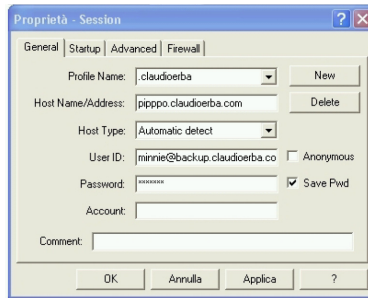 Proprietà - Session
General Startup Advanced Firewall
Profile Name: .claudioerba New
Host Name/Address: pipppo.claudioerba.com Delete
Host Type: Automatic detect
User ID: minnie@backup.claudioerba.co Anonymous
Password: ******* Save Pwd
Account:
Comment:
OK Annulla Applica ?